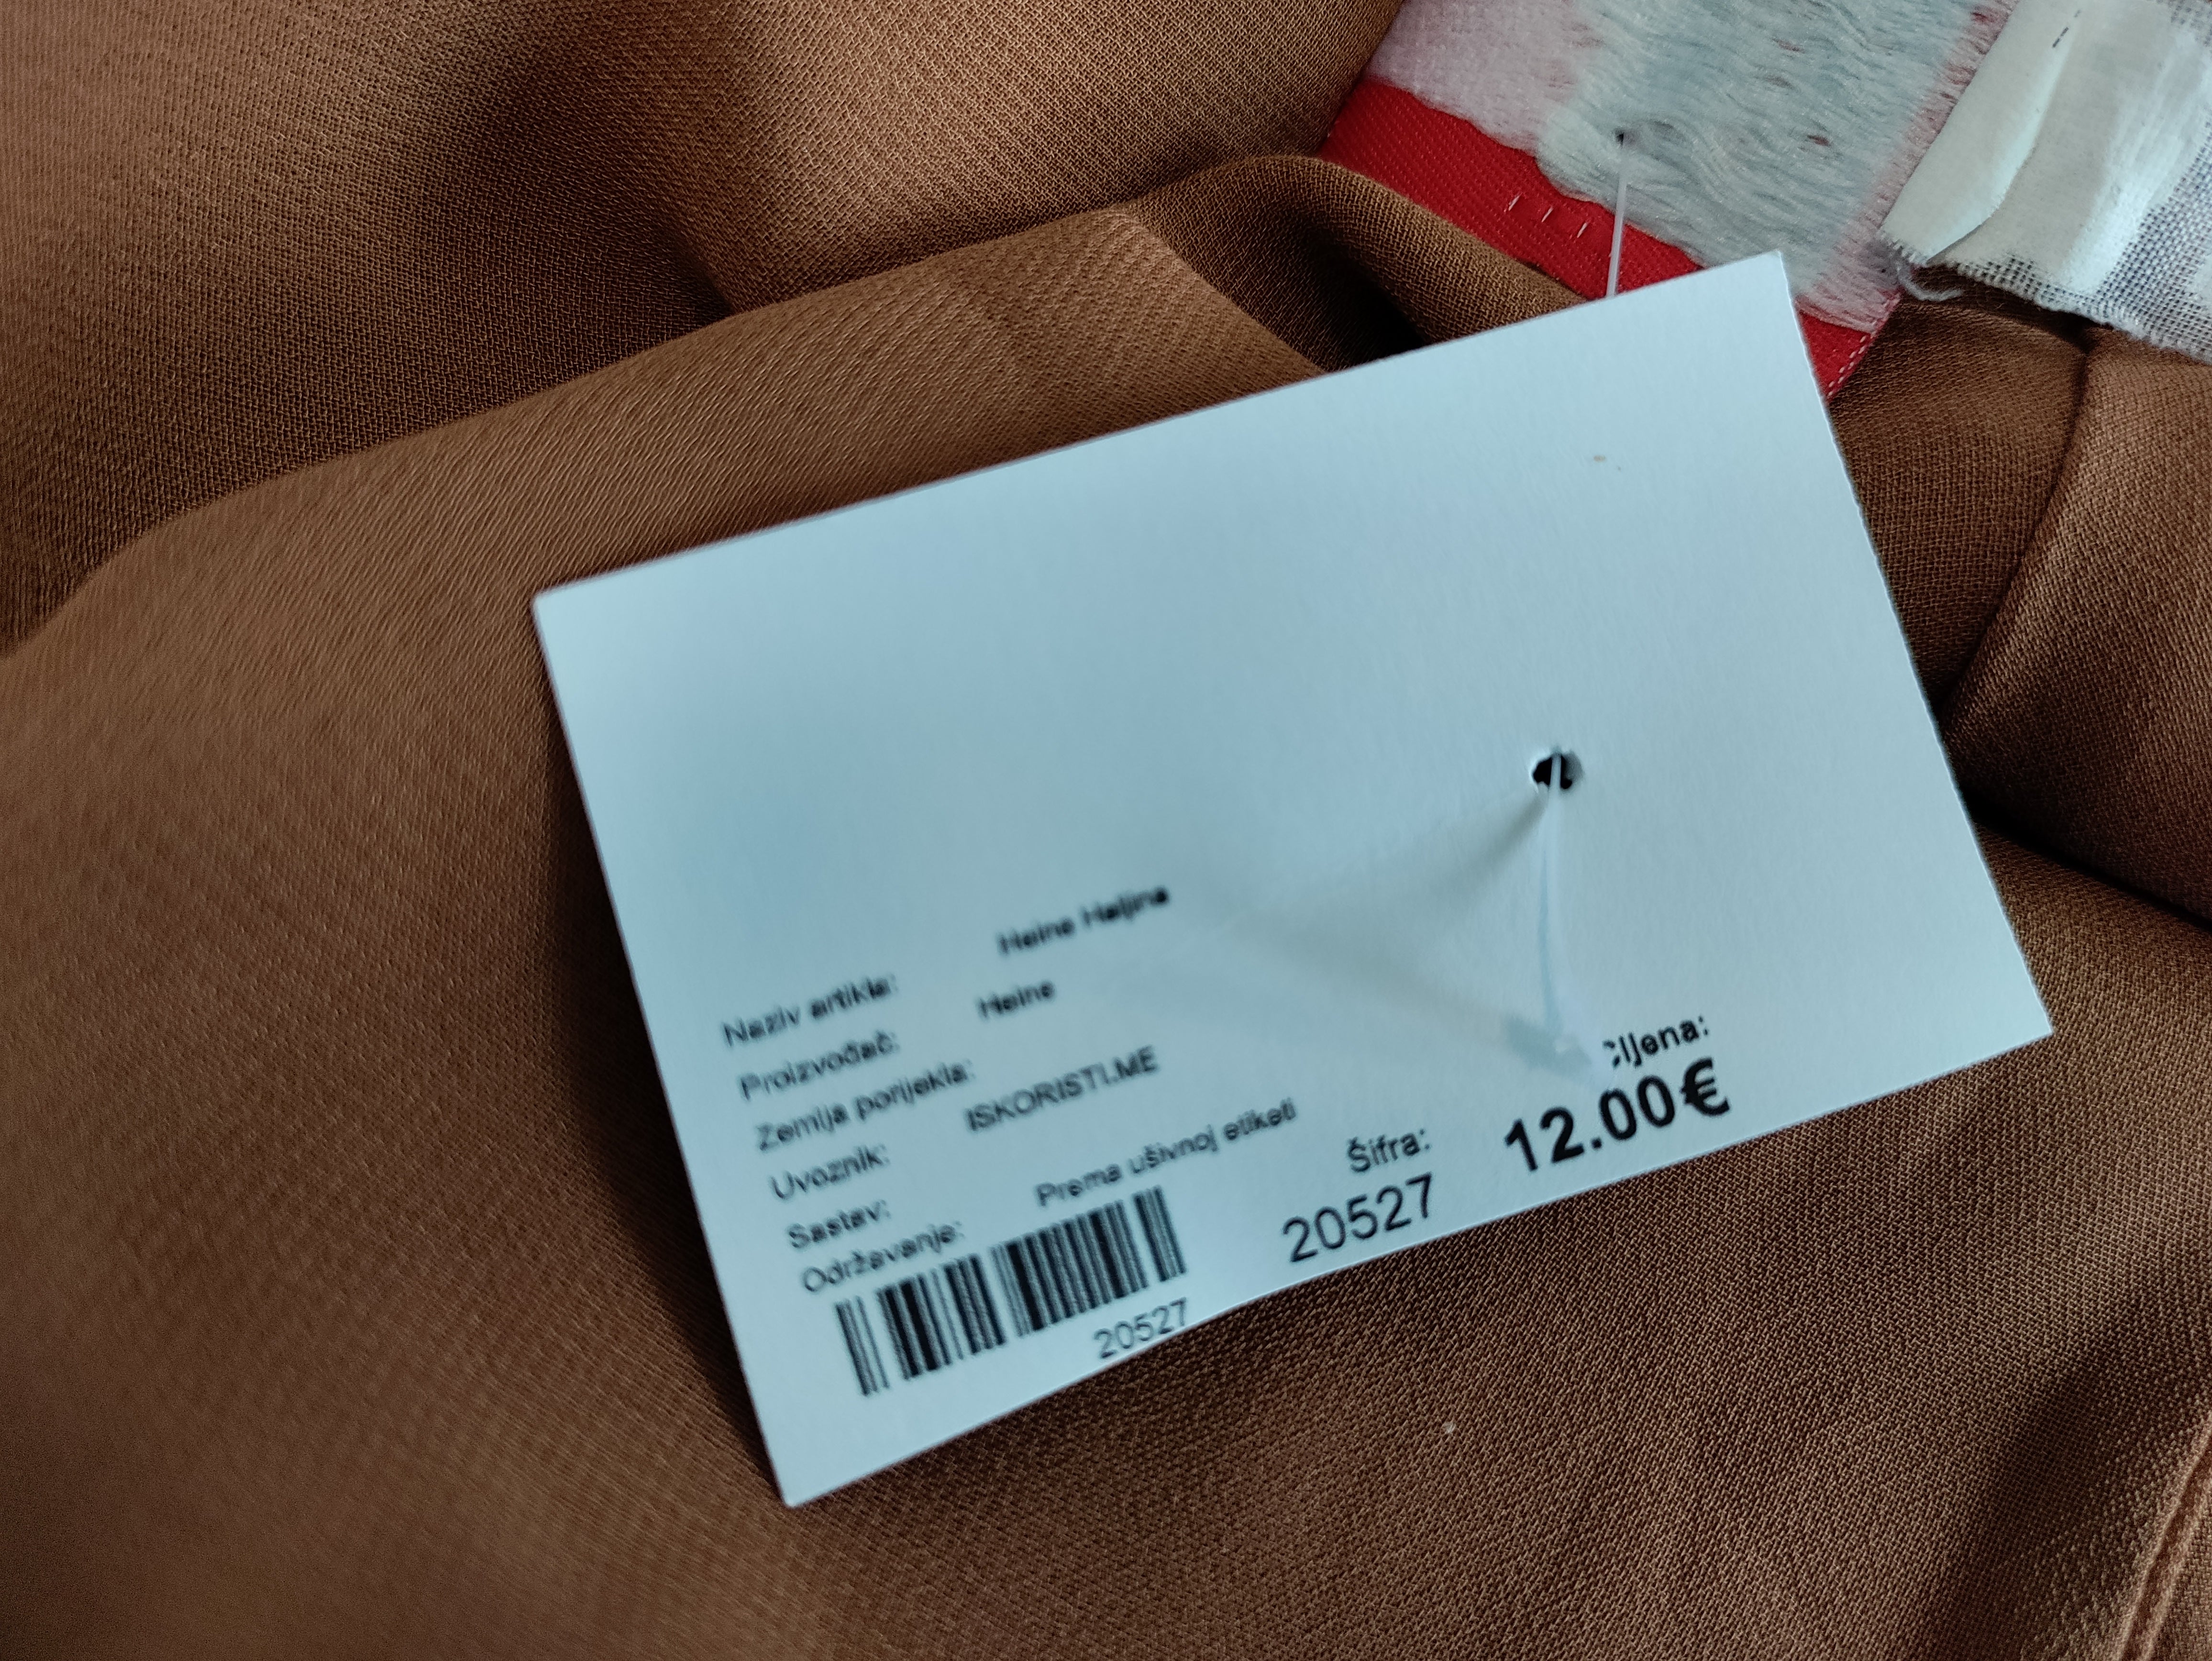 Naziv artikla: Heine Haljina
Proizvođač: Heine
Zemlja porijekla:
Uvoznik: ISKORISTI.ME
Sastav:
Održavanje: Prema ušivnoj etiketi
20527
Šifra:
20527
Cijena:
12.00€